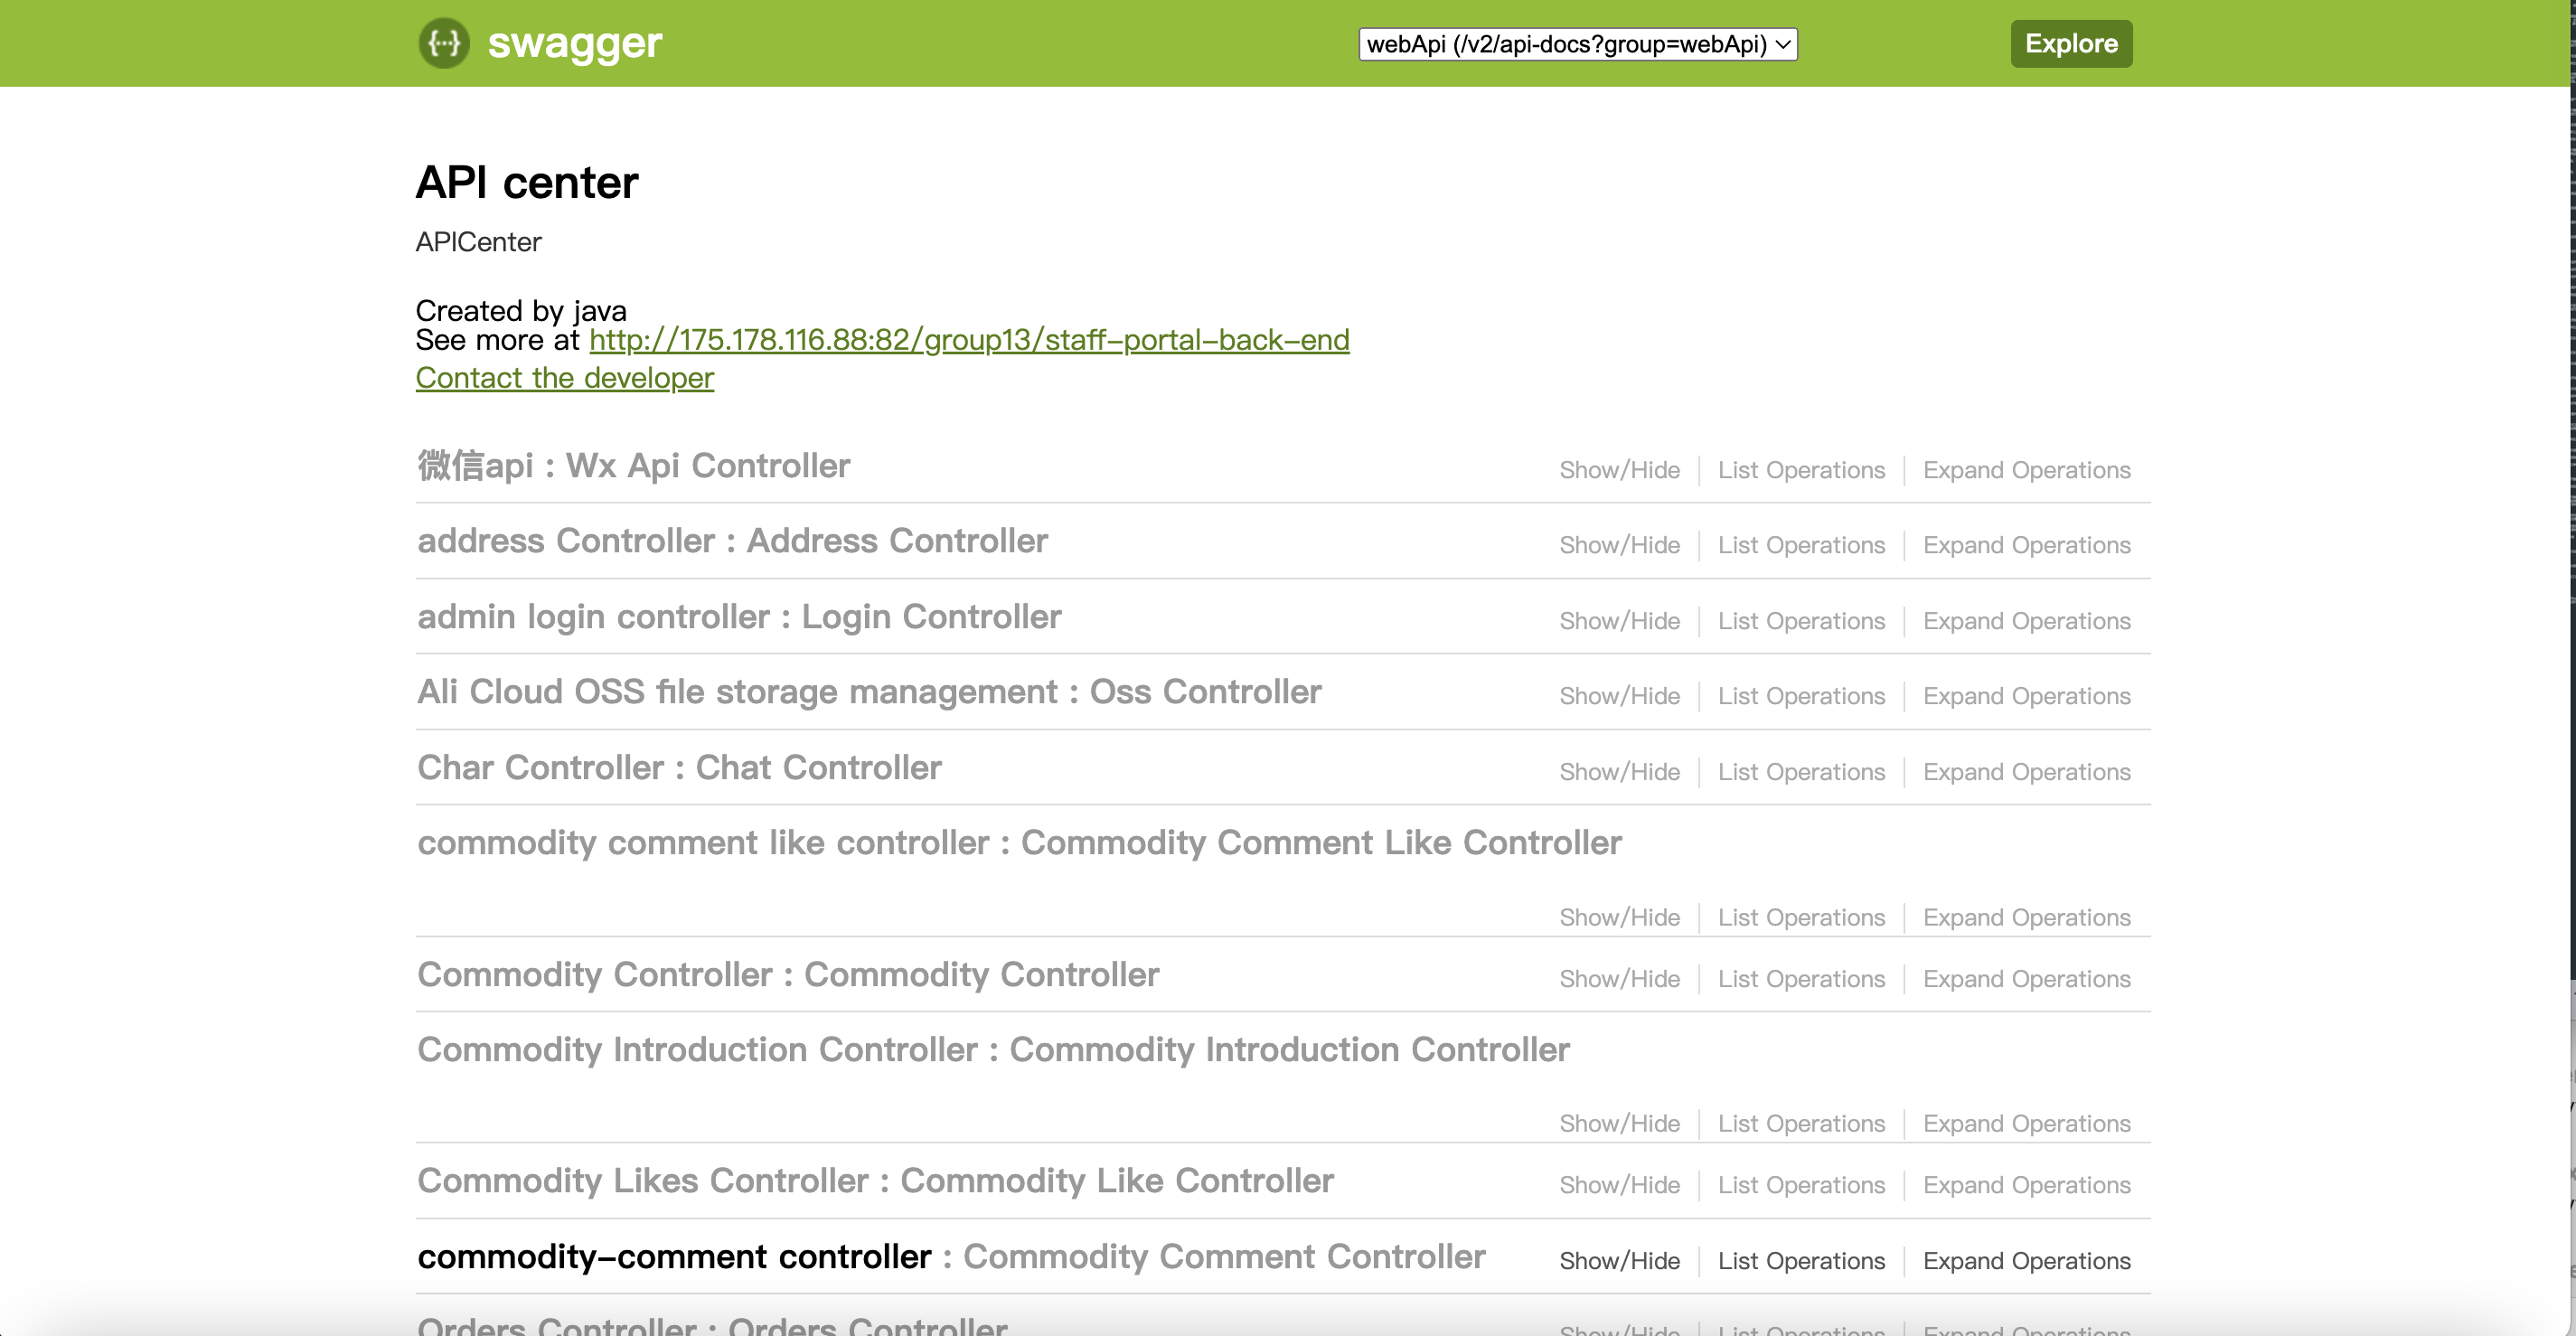 swagger
webApi (/v2/api-docs?group=webApi)
Explore
API center
APICenter
Created by java
See more at http://175.178.116.88:82/group13/staff-portal-back-end
Contact the developer
微信api : Wx Api Controller
Show/Hide List Operations Expand Operations
address Controller : Address Controller
Show/Hide List Operations Expand Operations
admin login controller : Login Controller
Show/Hide List Operations Expand Operations
Ali Cloud OSS file storage management : Oss Controller
Show/Hide List Operations Expand Operations
Char Controller : Chat Controller
Show/Hide List Operations Expand Operations
commodity comment like controller : Commodity Comment Like Controller
Show/Hide List Operations Expand Operations
Commodity Controller : Commodity Controller
Show/Hide List Operations Expand Operations
Commodity Introduction Controller : Commodity Introduction Controller
Show/Hide List Operations Expand Operations
Commodity Likes Controller : Commodity Like Controller
Show/Hide List Operations Expand Operations
commodity-comment controller : Commodity Comment Controller
Show/Hide List Operations Expand Operations
Orders Controller : Orders Controller
Show/Hide List Operations Expand Operations